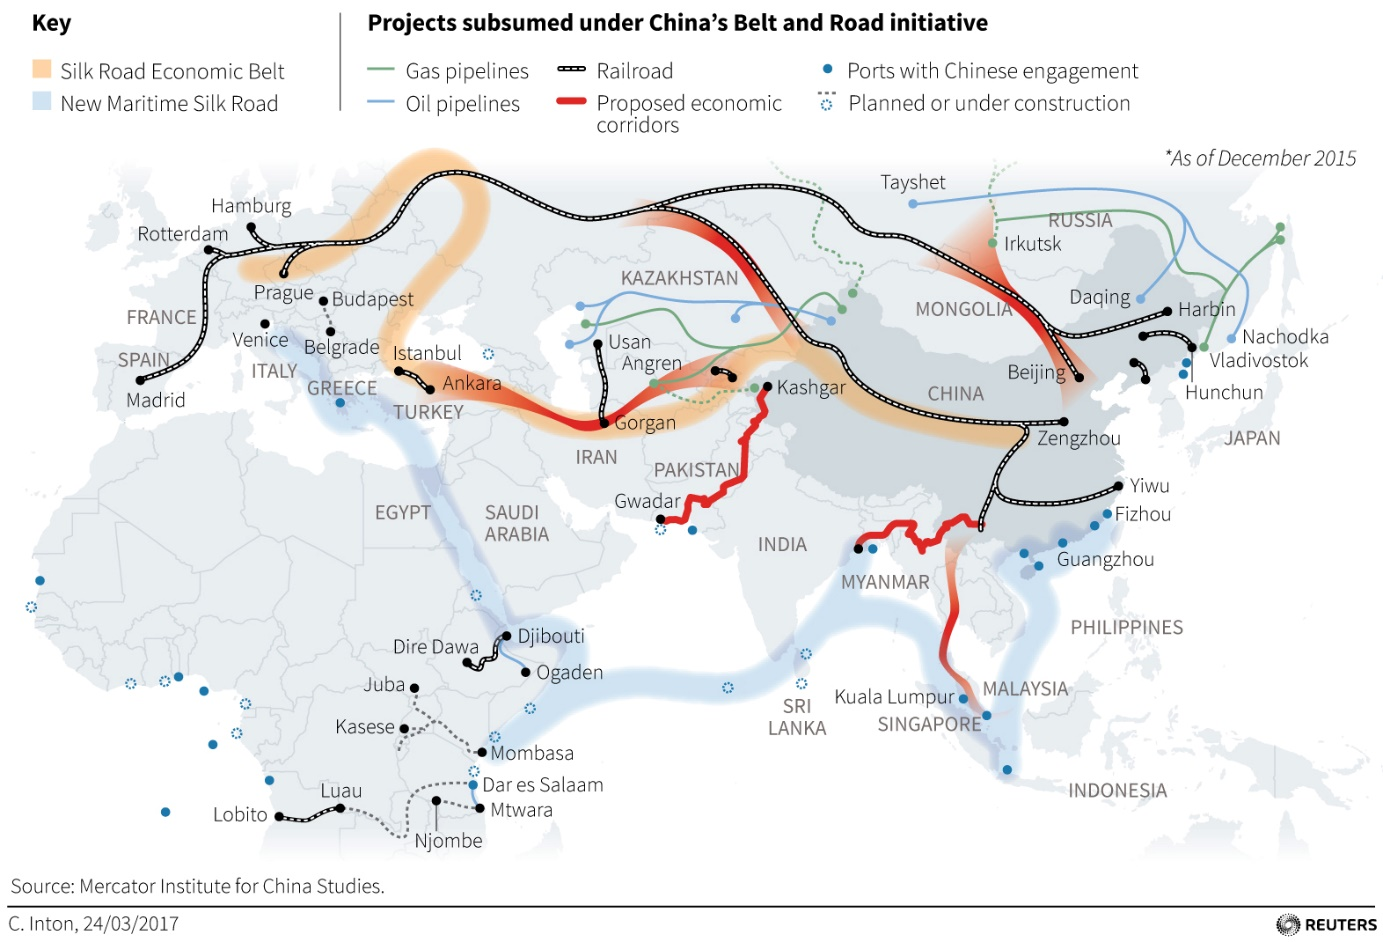 Key
Projects subsumed under China's Belt and Road initiative
Silk Road Economic Belt
New Maritime Silk Road
Gas pipelines
Oil pipelines
Railroad
Proposed economic
corridors
Ports with Chinese engagement
Planned or under construction
*As of December 2015
Tayshet
Hamburg
Rotterdam
RUSSIA
Irkutsk
KAZAKHSTAN
Prague
Budapest
Daqing
Harbin
MONGOLIA
FRANCE
Venice
Belgrade
Usan
Nachodka
Istanbul
Angren
Vladivostok
SPAIN
ITALY
Beijing
GREECE
Ankara
Kashgar
CHINA
Hunchun
Madrid
TURKEY
Gorgan
Zengzhou
JAPAN
IRAN
PAKISTAN
Gwadar
Yiwu
EGYPT
SAUDI
ARABIA
Fizhou
INDIA
Guangzhou
MYANMAR
PHILIPPINES
Djibouti
Dire Dawa
Ogaden
Juba
Kuala Lumpur
MALAYSIA
SRI
LANKA
SINGAPORE
Kasese
Mombasa
Dar es Salaam
INDONESIA
Luau
Lobito
Mtwara
Njombe
Source: Mercator Institute for China Studies.
C. Inton, 24/03/2017
REUTERS